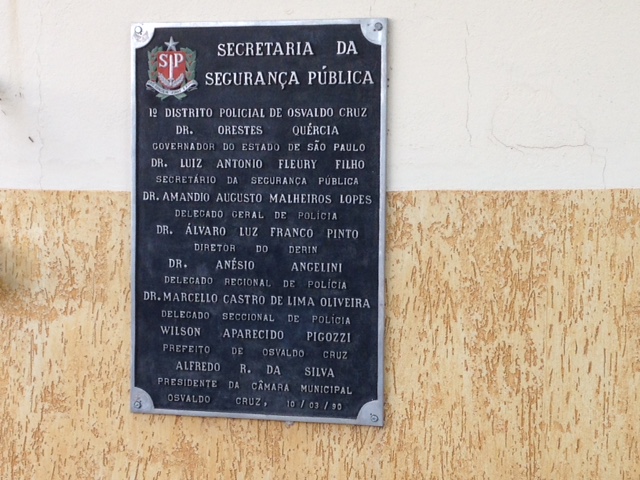 SP
SECRETARIA DA
SEGURANÇA PÚBLICA
1º DISTRITO POLICIAL DE OSVALDO CRUZ
DR. ORESTES QUÉRCIA
GOVERNADOR DO ESTADO DE SÃO PAULO
DR. LUIZ ANTONIO FLEURY FILHO
SECRETÁRIO DA SEGURANÇA PÚBLICA
DR. AMANDIO AUGUSTO MALHEIROS LOPES
DELEGADO GERAL DE POLÍCIA
DR. ÁLVARO LUZ FRANCO PINTO
DIRETOR DO DERIN
DR. ANÉSIO ANGELINI
DELEGADO REGIONAL DE POLÍCIA
DR. MARCELLO CASTRO DE LIMA OLIVEIRA
DELEGADO SECCIONAL DE POLÍCIA
WILSON APARECIDO PIGOZZI
PREFEITO DE OSVALDO CRUZ
ALFREDO R. DA SILVA
PRESIDENTE DA CÂMARA MUNICIPAL
OSVALDO CRUZ, 10/03/90